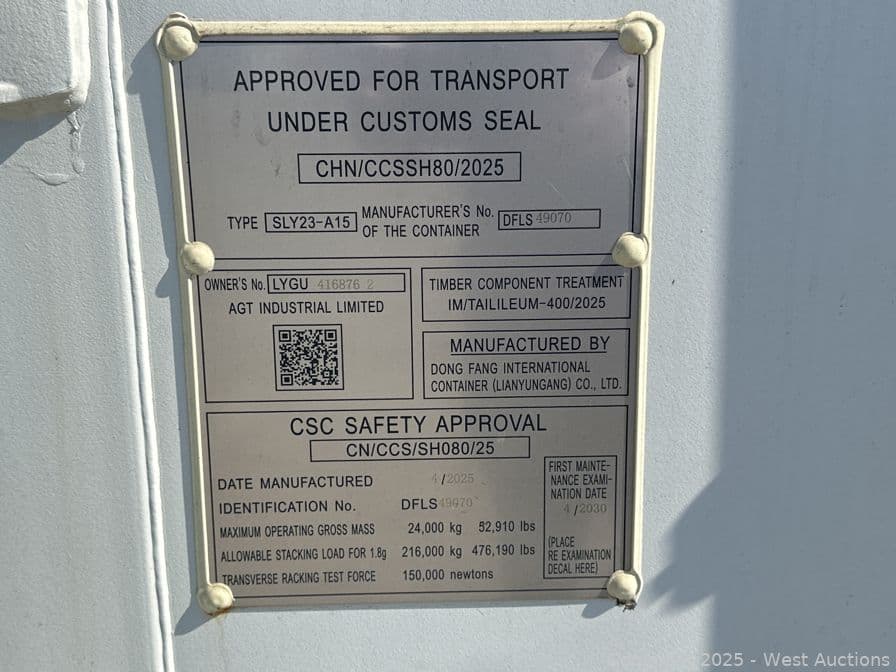 APPROVED FOR TRANSPORT
UNDER CUSTOMS SEAL
CHN/CCSSH80/2025
TYPE SLY23-A15 MANUFACTURER'S No. OF THE CONTAINER DFLS 49070
OWNER'S No. LYGU 416876 2
AGT INDUSTRIAL LIMITED
TIMBER COMPONENT TREATMENT
IM/TAILILEUM-400/2025
MANUFACTURED BY
DONG FANG INTERNATIONAL
CONTAINER (LIANYUNGANG) CO., LTD.
CSC SAFETY APPROVAL
CN/CCS/SH080/25
DATE MANUFACTURED 4/2025
IDENTIFICATION No. DFLS 49070
MAXIMUM OPERATING GROSS MASS 24,000 kg 52,910 lbs
ALLOWABLE STACKING LOAD FOR 1.8g 216,000 kg 476,190 lbs
TRANSVERSE RACKING TEST FORCE 150,000 newtons
FIRST MAINTE-
NANCE EXAMI-
NATION DATE
4/2030
(PLACE
RE EXAMINATION
DECAL HERE)
2025 - West Auctions